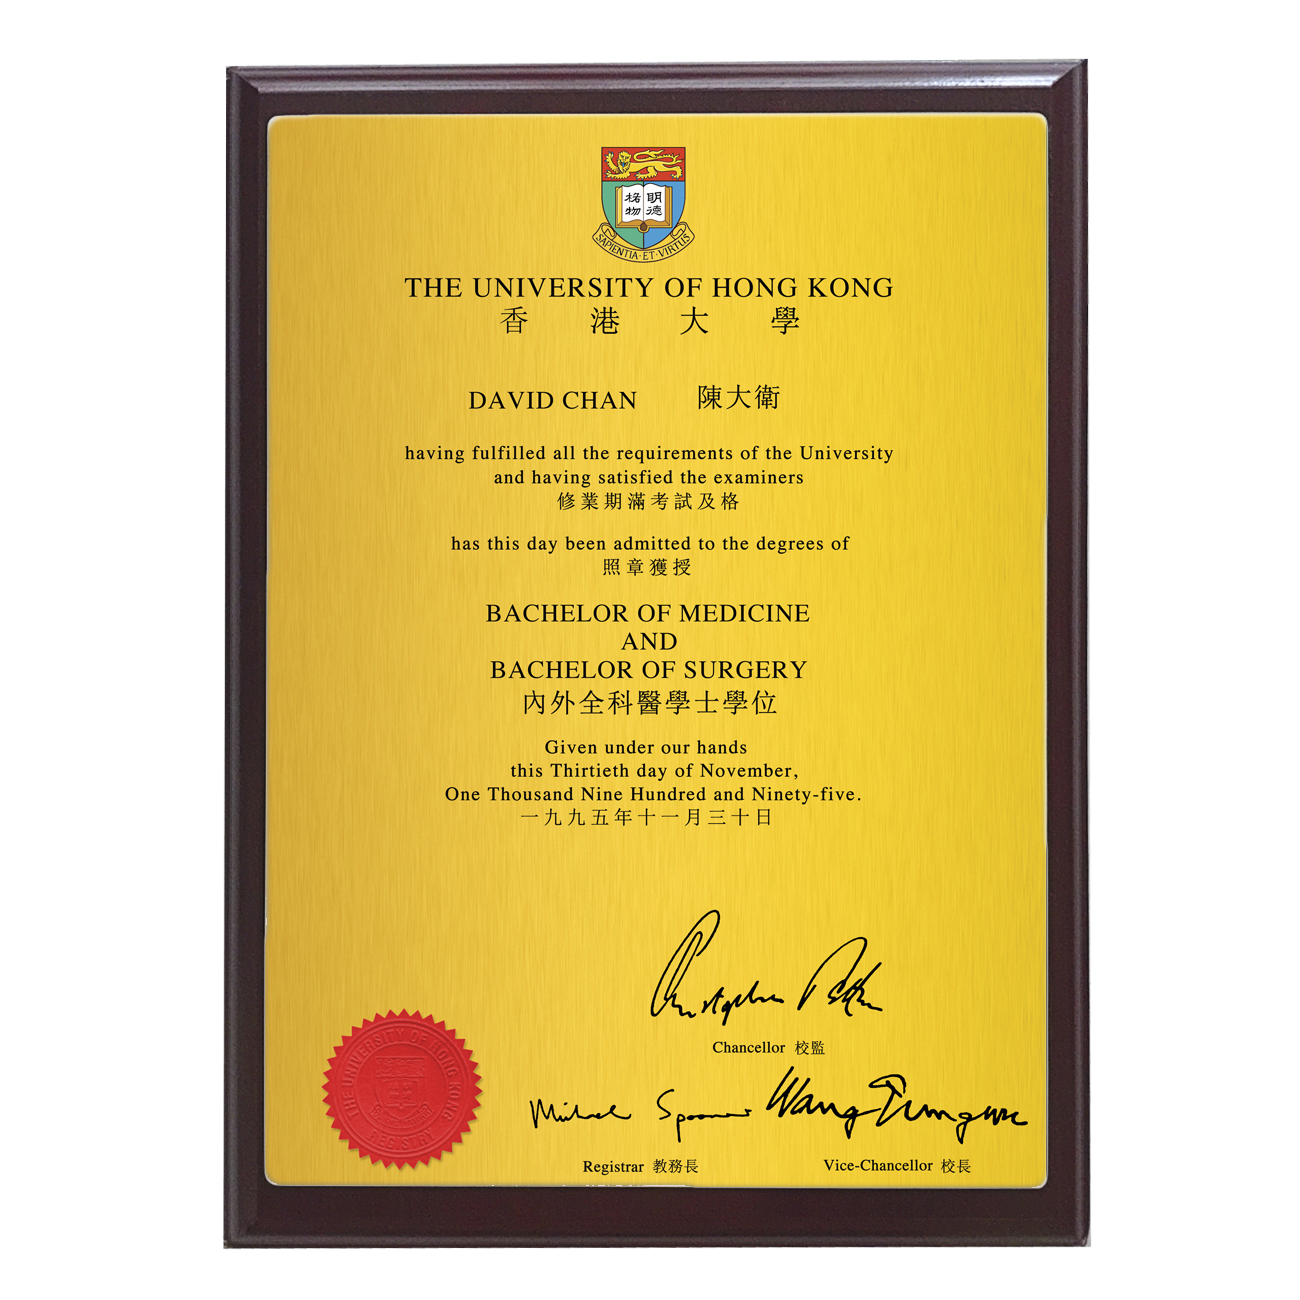 格物 明德
SAPIENTIA·ET·VIRTUS
THE UNIVERSITY OF HONG KONG
香港大學
DAVID CHAN 陳大衛
having fulfilled all the requirements of the University
and having satisfied the examiners
修業期滿考試及格
has this day been admitted to the degrees of
照章獲授
BACHELOR OF MEDICINE
AND
BACHELOR OF SURGERY
內外全科醫學士學位
Given under our hands
this Thirtieth day of November,
One Thousand Nine Hundred and Ninety-five.
一九九五年十一月三十日
Christopher Patten
Chancellor 校監
THE UNIVERSITY OF HONG KONG
REGISTRY
Michael Spooner Wang Gungwu
Registrar 教務長 Vice-Chancellor 校長